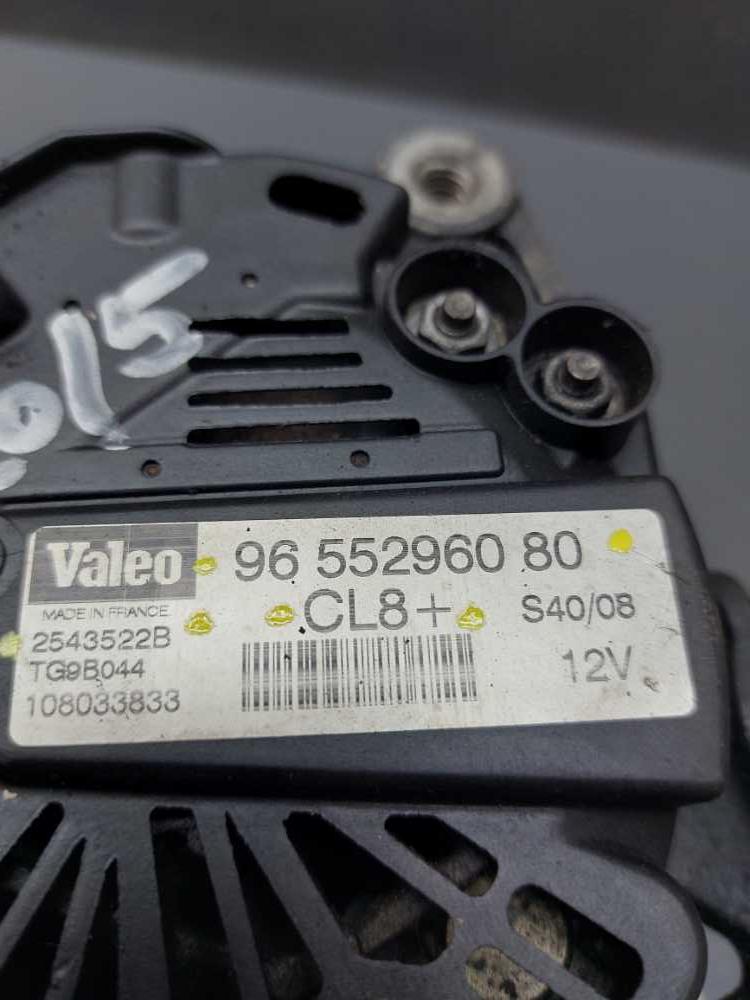 015
Valeo
96 552960 80
MADE IN FRANCE
CL8+
S40/08
2543522B
TG9B044
12V
108033833